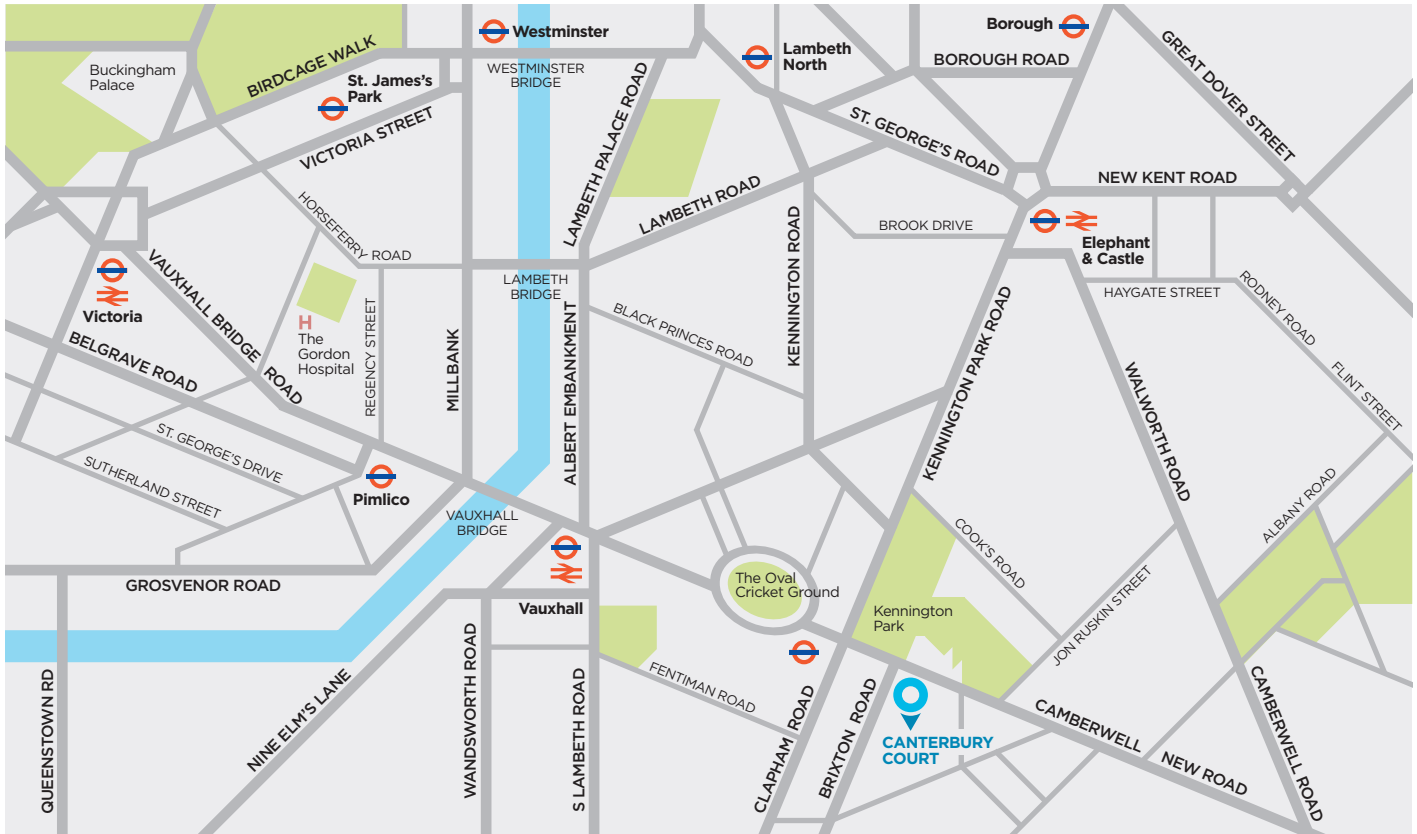 Westminster
Borough
Lambeth
North
BOROUGH ROAD
GREAT DOVER STREET
Buckingham
Palace
BIRDCAGE WALK
St. James's
Park
WESTMINSTER
BRIDGE
VICTORIA STREET
LAMBETH PALACE ROAD
ST. GEORGE'S ROAD
NEW KENT ROAD
HORSEFERRY ROAD
LAMBETH ROAD
KENNINGTON ROAD
BROOK DRIVE
Elephant
& Castle
VAUXHALL BRIDGE ROAD
LAMBETH
BRIDGE
HAYGATE STREET
RODNEY ROAD
Victoria
H
The
Gordon
Hospital
REGENCY STREET
MILLBANK
ALBERT EMBANKMENT
BLACK PRINCES ROAD
KENNINGTON PARK ROAD
WALWORTH ROAD
FLINT STREET
BELGRAVE ROAD
ST. GEORGE'S DRIVE
SUTHERLAND STREET
Pimlico
VAUXHALL
BRIDGE
ALBANY ROAD
COOK'S ROAD
GROSVENOR ROAD
Vauxhall
The Oval
Cricket Ground
Kennington
Park
JON RUSKIN STREET
QUEENSTOWN RD
NINE ELM'S LANE
WANDSWORTH ROAD
S LAMBETH ROAD
FENTIMAN ROAD
CLAPHAM ROAD
BRIXTON ROAD
CANTERBURY
COURT
CAMBERWELL NEW ROAD
CAMBERWELL ROAD